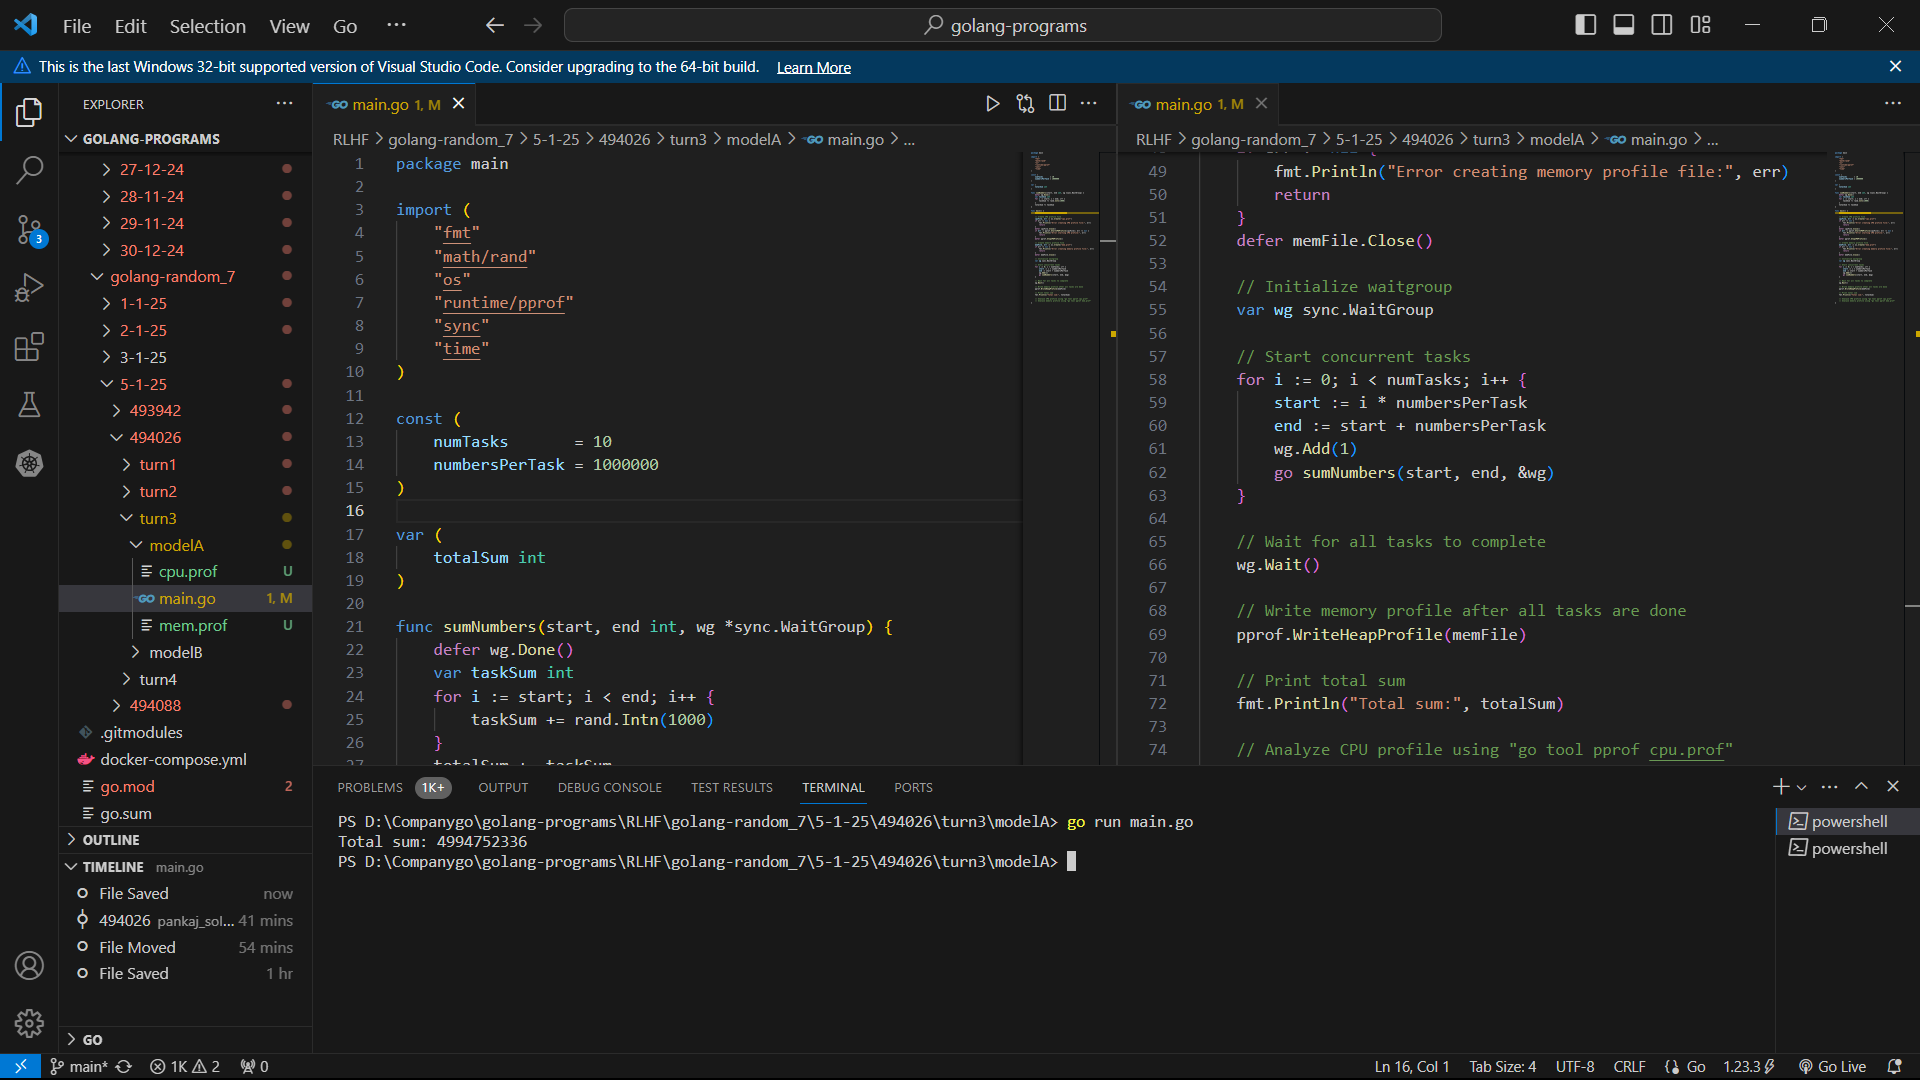 File Edit Selection View Go ···
golang-programs
This is the last Windows 32-bit supported version of Visual Studio Code. Consider upgrading to the 64-bit build. Learn More
EXPLORER
GOLANG-PROGRAMS
27-12-24
28-11-24
29-11-24
30-12-24
golang-random_7
1-1-25
2-1-25
3-1-25
5-1-25
493942
494026
turn1
turn2
turn3
modelA
cpu.prof U
main.go 1, M
mem.prof U
modelB
turn4
494088
.gitmodules
docker-compose.yml
go.mod 2
go.sum
OUTLINE
TIMELINE main.go
File Saved now
494026 pankaj_sol... 41 mins
File Moved 54 mins
File Saved 1 hr
GO
3
GO main.go 1, M
RLHF > golang-random_7 > 5-1-25 > 494026 > turn3 > modelA > GO main.go > ...
1 package main
2
3 import (
4 "fmt"
5 "math/rand"
6 "os"
7 "runtime/pprof"
8 "sync"
9 "time"
10 )
11
12 const (
13 numTasks = 10
14 numbersPerTask = 1000000
15 )
16
17 var (
18 totalSum int
19 )
20
21 func sumNumbers(start, end int, wg *sync.WaitGroup) {
22 defer wg.Done()
23 var taskSum int
24 for i := start; i < end; i++ {
25 taskSum += rand.Intn(1000)
26 }
27 totalSum += taskSum
GO main.go 1, M
RLHF > golang-random_7 > 5-1-25 > 494026 > turn3 > modelA > GO main.go > ...
49 fmt.Println("Error creating memory profile file:", err)
50 return
51 }
52 defer memFile.Close()
53
54 // Initialize waitgroup
55 var wg sync.WaitGroup
56
57 // Start concurrent tasks
58 for i := 0; i < numTasks; i++ {
59 start := i * numbersPerTask
60 end := start + numbersPerTask
61 wg.Add(1)
62 go sumNumbers(start, end, &wg)
63 }
64
65 // Wait for all tasks to complete
66 wg.Wait()
67
68 // Write memory profile after all tasks are done
69 pprof.WriteHeapProfile(memFile)
70
71 // Print total sum
72 fmt.Println("Total sum:", totalSum)
73
74 // Analyze CPU profile using "go tool pprof cpu.prof"
PROBLEMS 1K+ OUTPUT DEBUG CONSOLE TEST RESULTS TERMINAL PORTS
PS D:\Companygo\golang-programs\RLHF\golang-random_7\5-1-25\494026\turn3\modelA> go run main.go
Total sum: 4994752336
PS D:\Companygo\golang-programs\RLHF\golang-random_7\5-1-25\494026\turn3\modelA>
powershell
powershell
main* 1K 2 0
Ln 16, Col 1 Tab Size: 4 UTF-8 CRLF {} Go 1.23.3 Go Live